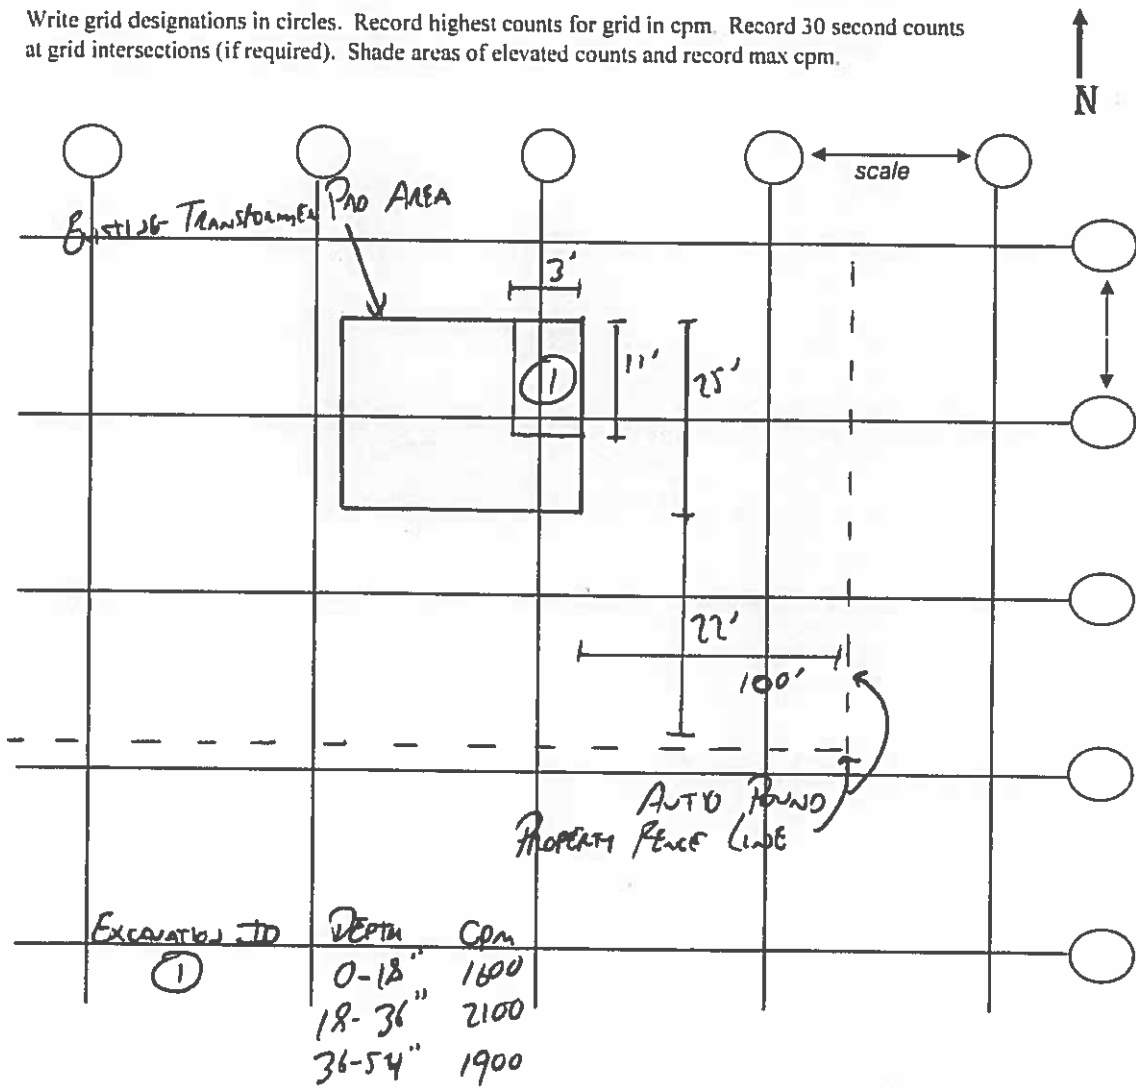 Write grid designations in circles. Record highest counts for grid in cpm. Record 30 second counts
at grid intersections (if required). Shade areas of elevated counts and record max cpm.
N
scale
Existing Transformer Pad Area
3'
1
11'
25'
22'
100'
Auto Pound
Property Fence Line
Excavation ID Depth Cpm
1 0-18" 1600
18-36" 2100
36-54" 1900